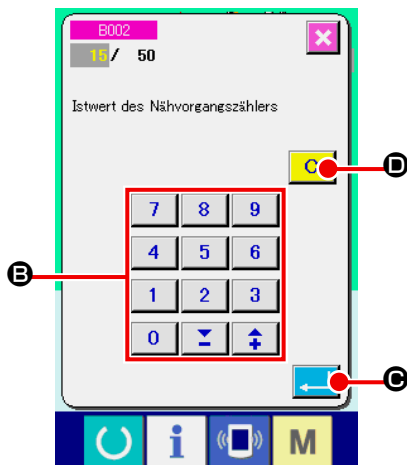 B002
15/ 50
Istwert des Nähvorgangszählers
C
D
7 8 9
4 5 6
B
1 2 3
0 − +
C
i M